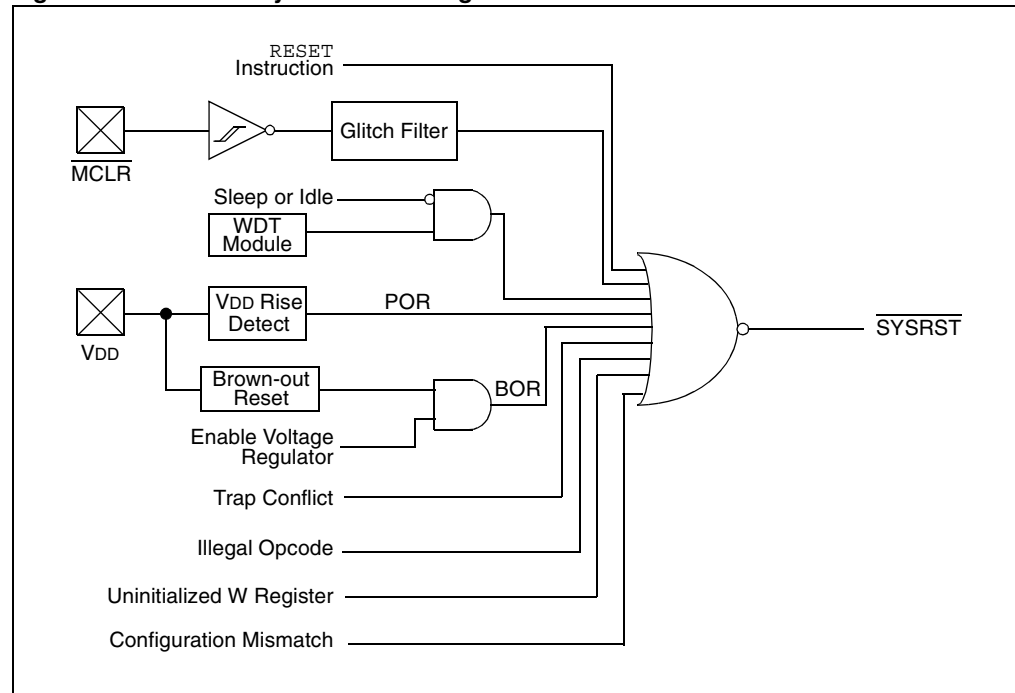 RESET
Instruction
Glitch Filter
MCLR
Sleep or Idle
WDT
Module
VDD Rise
Detect
POR
SYSRST
VDD
Brown-out
Reset
BOR
Enable Voltage
Regulator
Trap Conflict
Illegal Opcode
Uninitialized W Register
Configuration Mismatch